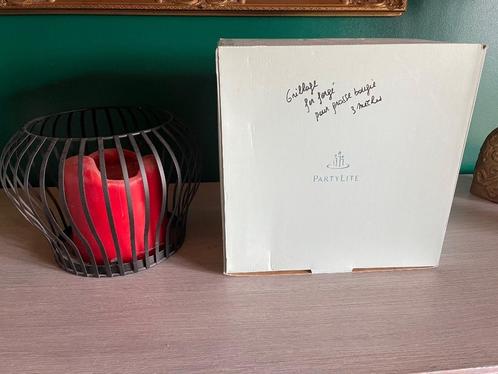 Grillage
fer forgé
pour grosse bougie
3 mèches
PARTYLITE